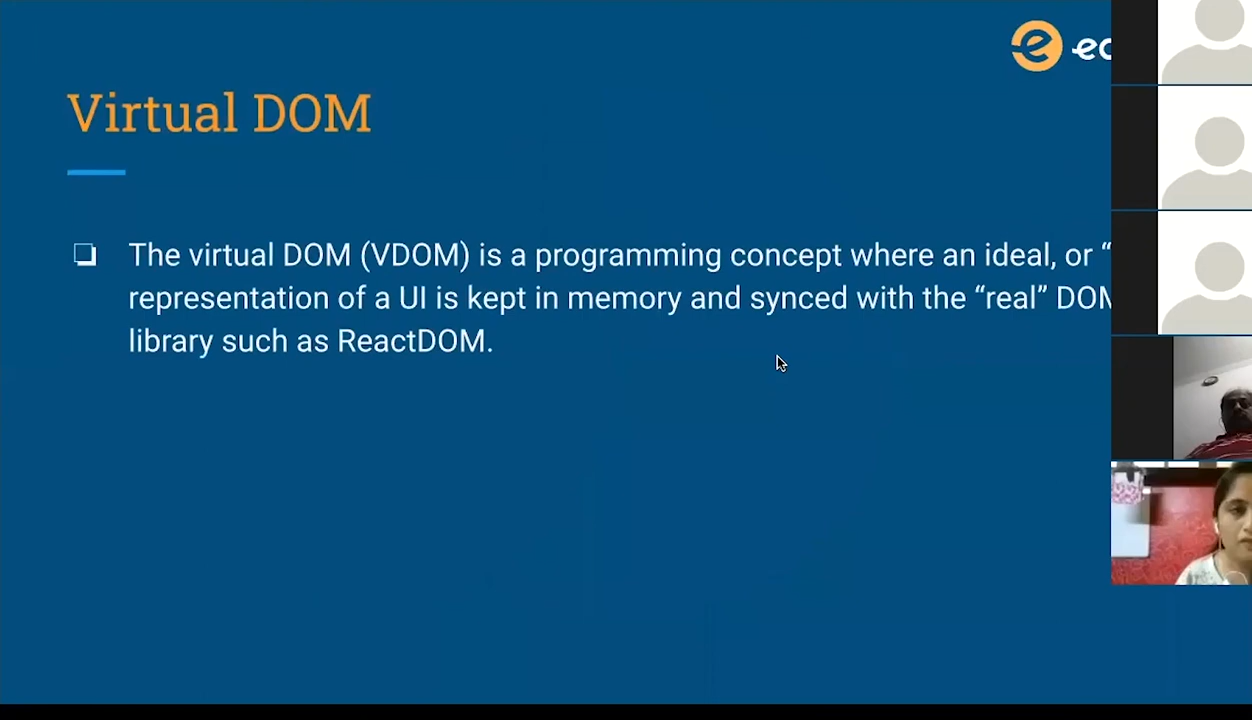 Virtual DOM
The virtual DOM (VDOM) is a programming concept where an ideal, or “
representation of a UI is kept in memory and synced with the “real”
library such as ReactDOM.